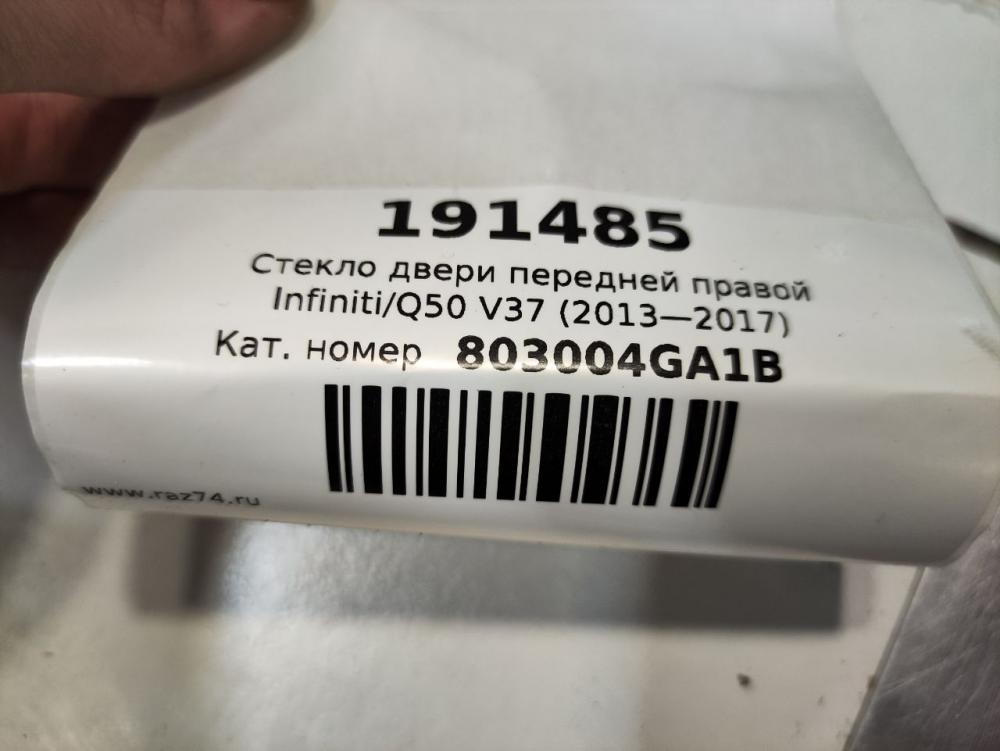 191485
Стекло двери передней правой
Infiniti/Q50 V37 (2013—2017)
Кат. номер 803004GA1B
www.raz74.ru